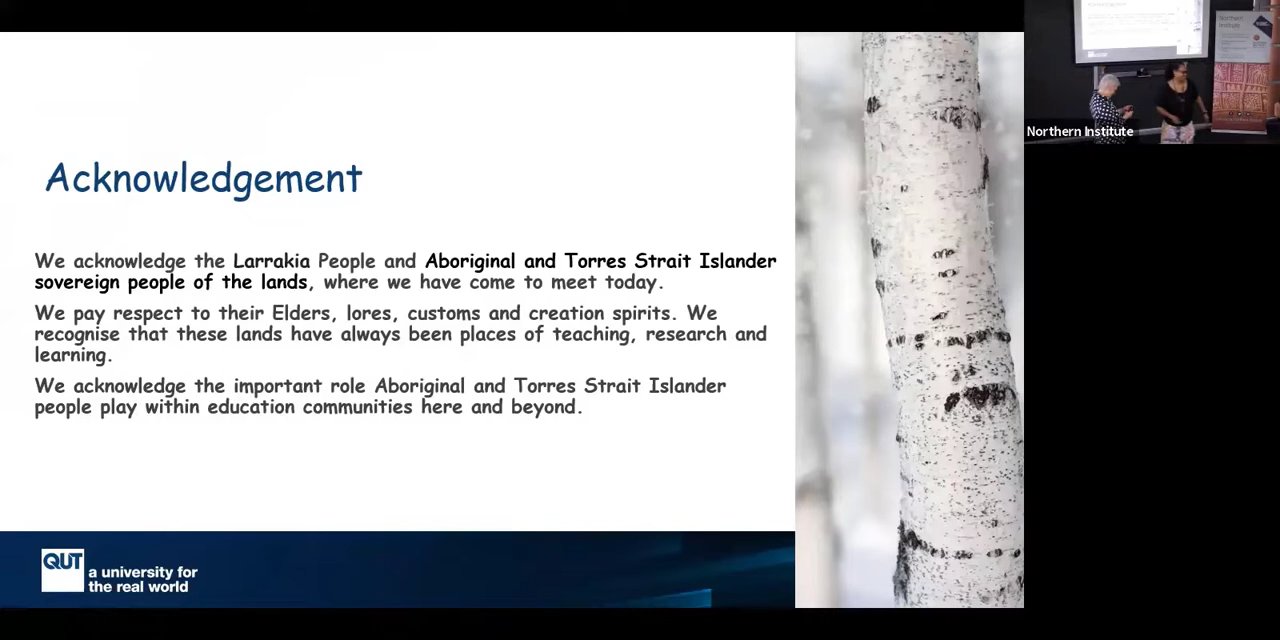 Acknowledgement
We acknowledge the Larrakia People and Aboriginal and Torres Strait Islander
sovereign people of the lands, where we have come to meet today.
We pay respect to their Elders, lores, customs and creation spirits. We
recognise that these lands have always been places of teaching, research and
learning.
We acknowledge the important role Aboriginal and Torres Strait Islander
people play within education communities here and beyond.
QUT
a university for
the real world
Northern
Institute
Northern Institute